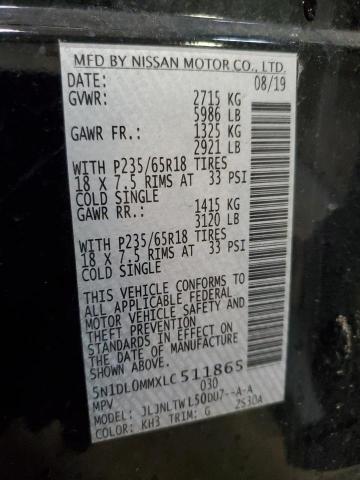 MFD BY NISSAN MOTOR CO., LTD.
DATE: 08/19
GVWR: 2715 KG
5986 LB
GAWR FR.: 1325 KG
2921 LB
WITH P235/65R18 TIRES
18 X 7.5 RIMS AT 33 PSI
COLD SINGLE
GAWR RR.: 1415 KG
3120 LB
WITH P235/65R18 TIRES
18 X 7.5 RIMS AT 33 PSI
COLD SINGLE
THIS VEHICLE CONFORMS TO
ALL APPLICABLE FEDERAL
MOTOR VEHICLE SAFETY AND
STANDARDS IN EFFECT ON
THE DATE OF MANUFACTURE
SHOWN ABOVE.
5N1DL0MMXLC511865
MPV 030
MODEL: JLJNLTWL50DU7--A-A
COLOR: KH3 TRIM: G 2S30A